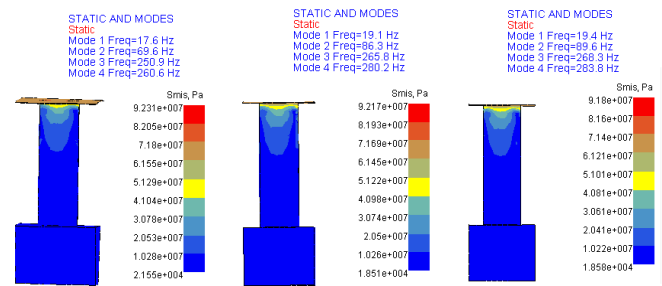 STATIC AND MODES
Static
Mode 1 Freq=17.6 Hz
Mode 2 Freq=69.6 Hz
Mode 3 Freq=250.9 Hz
Mode 4 Freq=260.6 Hz
Smis, Pa
9.231e+007
8.205e+007
7.18e+007
6.155e+007
5.129e+007
4.104e+007
3.078e+007
2.053e+007
1.028e+007
2.155e+004
STATIC AND MODES
Static
Mode 1 Freq=19.1 Hz
Mode 2 Freq=86.3 Hz
Mode 3 Freq=265.8 Hz
Mode 4 Freq=280.2 Hz
Smis, Pa
9.217e+007
8.193e+007
7.169e+007
6.145e+007
5.122e+007
4.098e+007
3.074e+007
2.05e+007
1.026e+007
1.851e+004
STATIC AND MODES
Static
Mode 1 Freq=19.4 Hz
Mode 2 Freq=89.6 Hz
Mode 3 Freq=268.3 Hz
Mode 4 Freq=283.8 Hz
Smis, Pa
9.18e+007
8.16e+007
7.14e+007
6.121e+007
5.101e+007
4.081e+007
3.061e+007
2.041e+007
1.022e+007
1.858e+004